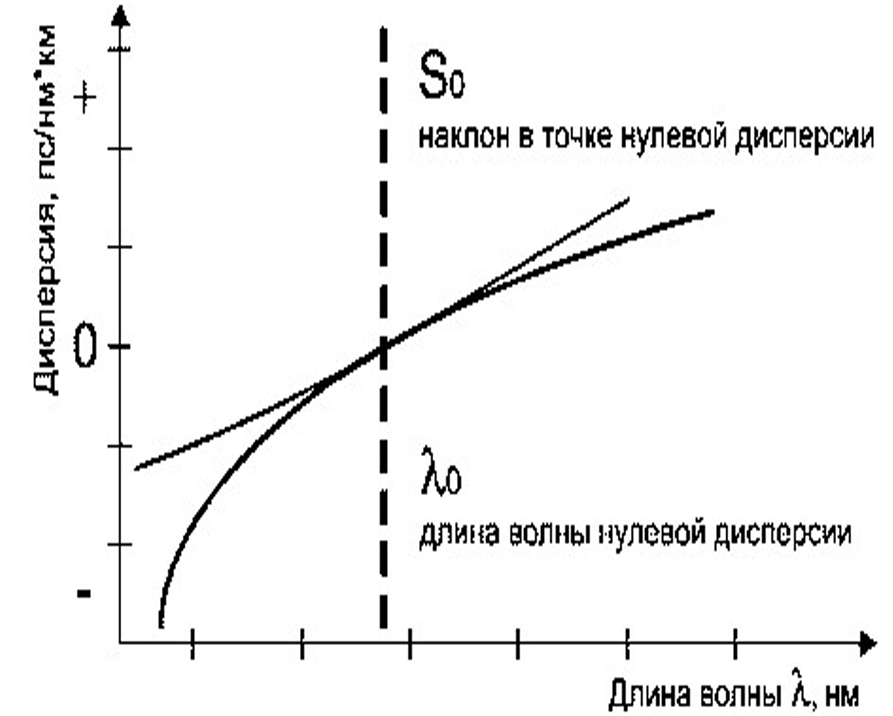 Дисперсия, пс/нм*км
+
0
-
S0
наклон в точке нулевой дисперсии
λ0
длина волны нулевой дисперсии
Длина волны λ, нм